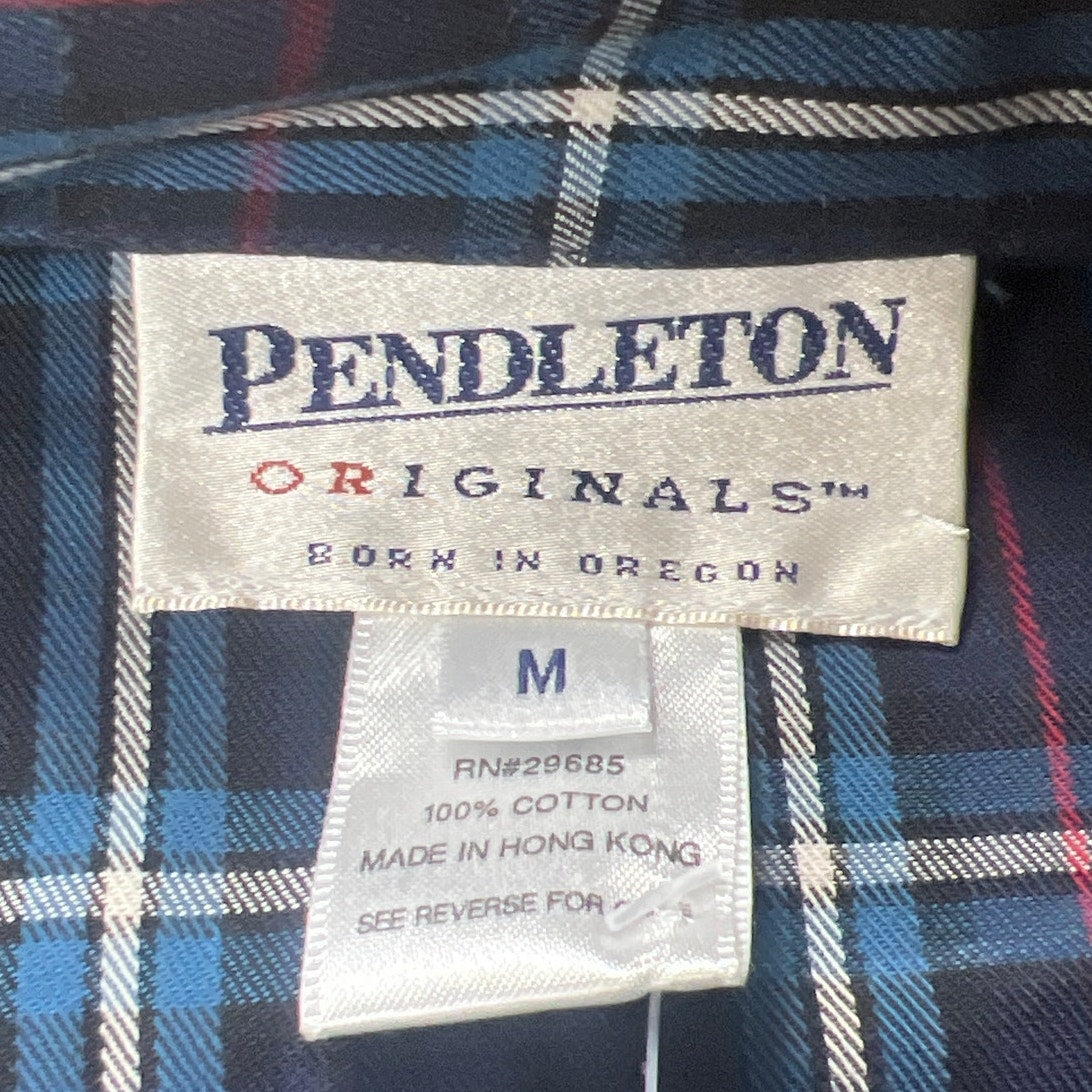 PENDLETON
ORIGINALS™
BORN IN OREGON
M
RN#29685
100% COTTON
MADE IN HONG KONG
SEE REVERSE FOR